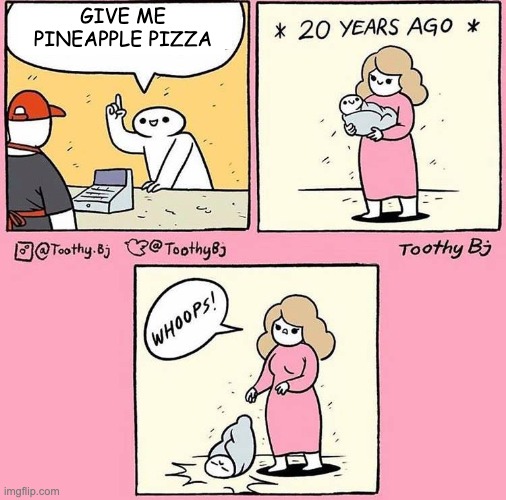 GIVE ME
PINEAPPLE PIZZA
* 20 YEARS AGO *
@Toothy.Bj @ToothyBj
Toothy Bj
WHOOPS!
imgflip.com